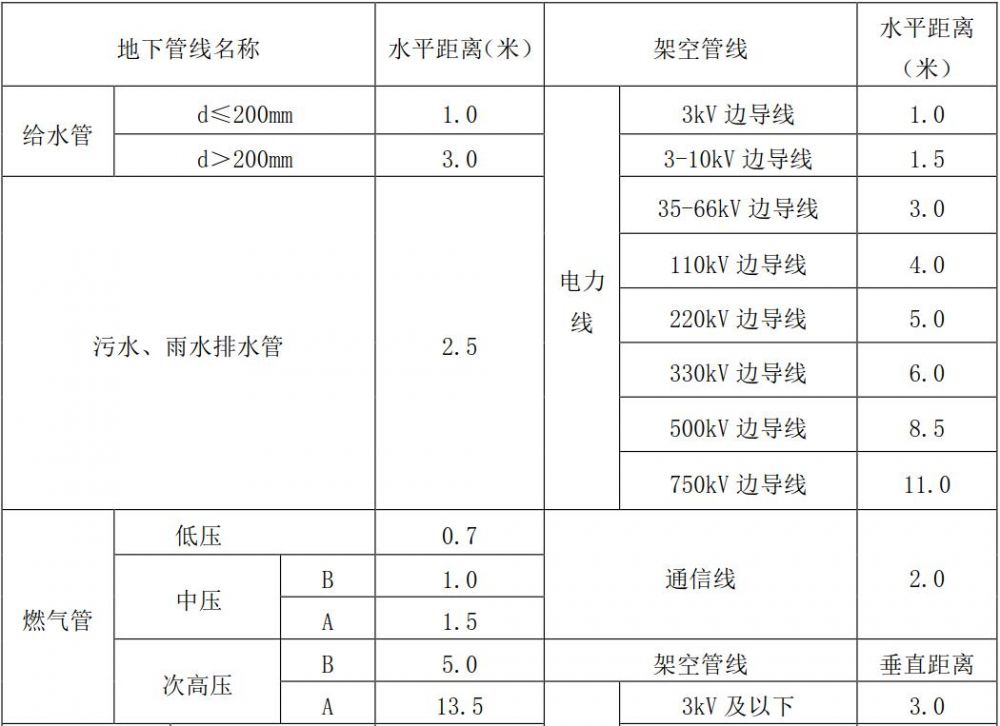 地下管线名称 水平距离(米) 架空管线 水平距离
（米）
给水管 d≤200mm 1.0 电力线 3kV 边导线 1.0
d＞200mm 3.0 3-10kV 边导线 1.5
污水、雨水排水管 2.5 35-66kV 边导线 3.0
110kV 边导线 4.0
220kV 边导线 5.0
330kV 边导线 6.0
500kV 边导线 8.5
750kV 边导线 11.0
燃气管 低压 0.7 通信线 2.0
中压 B 1.0
A 1.5
次高压 B 5.0 架空管线 垂直距离
A 13.5 3kV 及以下 3.0